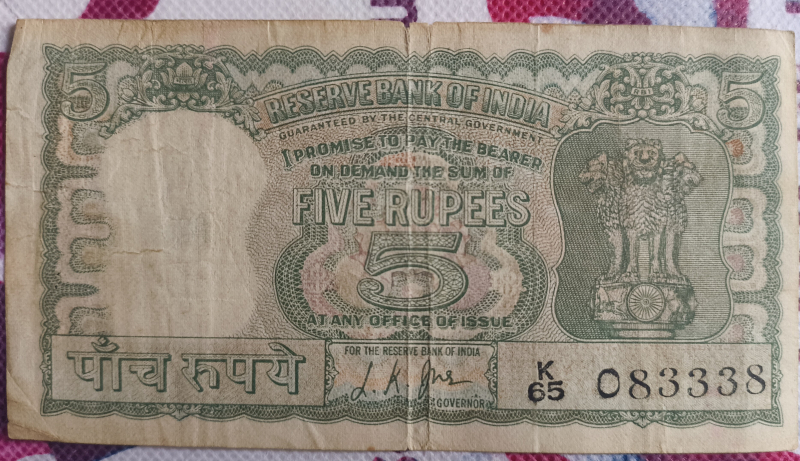 5 5
RBI
RESERVE BANK OF INDIA
GUARANTEED BY THE CENTRAL GOVERNMENT
I PROMISE TO PAY THE BEARER
ON DEMAND THE SUM OF
FIVE RUPEES
5
AT ANY OFFICE OF ISSUE
पाँच रुपये
FOR THE RESERVE BANK OF INDIA
L. K. Jha
GOVERNOR
K
65 083338